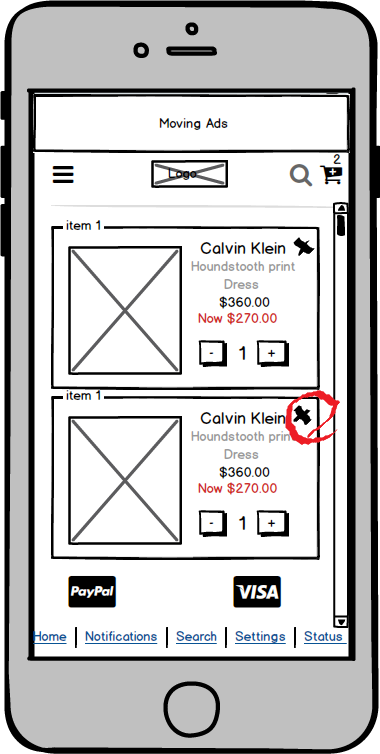 Moving Ads
Logo
2
item 1
Calvin Klein
Houndstooth print
Dress
$360.00
Now $270.00
- 1 +
item 1
Calvin Klein
Houndstooth print
Dress
$360.00
Now $270.00
- 1 +
PayPal VISA
Home Notifications Search Settings Status